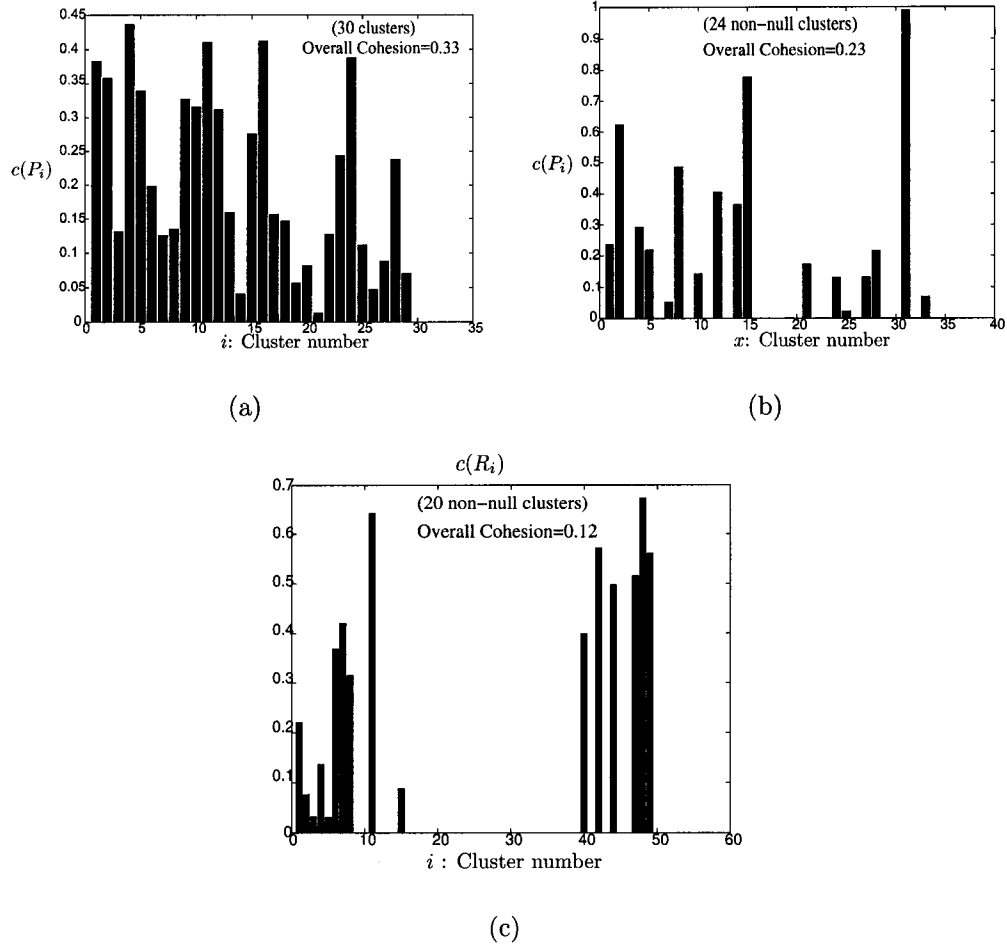 (30 clusters)
Overall Cohesion=0.33
0.45
0.4
0.35
0.3
0.25
0.2
0.15
0.1
0.05
0
c(P_i)
0 5 10 15 20 25 30 35
i: Cluster number
(a)
(24 non-null clusters)
Overall Cohesion=0.23
1
0.9
0.8
0.7
0.6
0.5
0.4
0.3
0.2
0.1
0
c(P_i)
0 5 10 15 20 25 30 35 40
x: Cluster number
(b)
c(R_i)
(20 non-null clusters)
Overall Cohesion=0.12
0.7
0.6
0.5
0.4
0.3
0.2
0.1
0
0 10 20 30 40 50 60
i : Cluster number
(c)